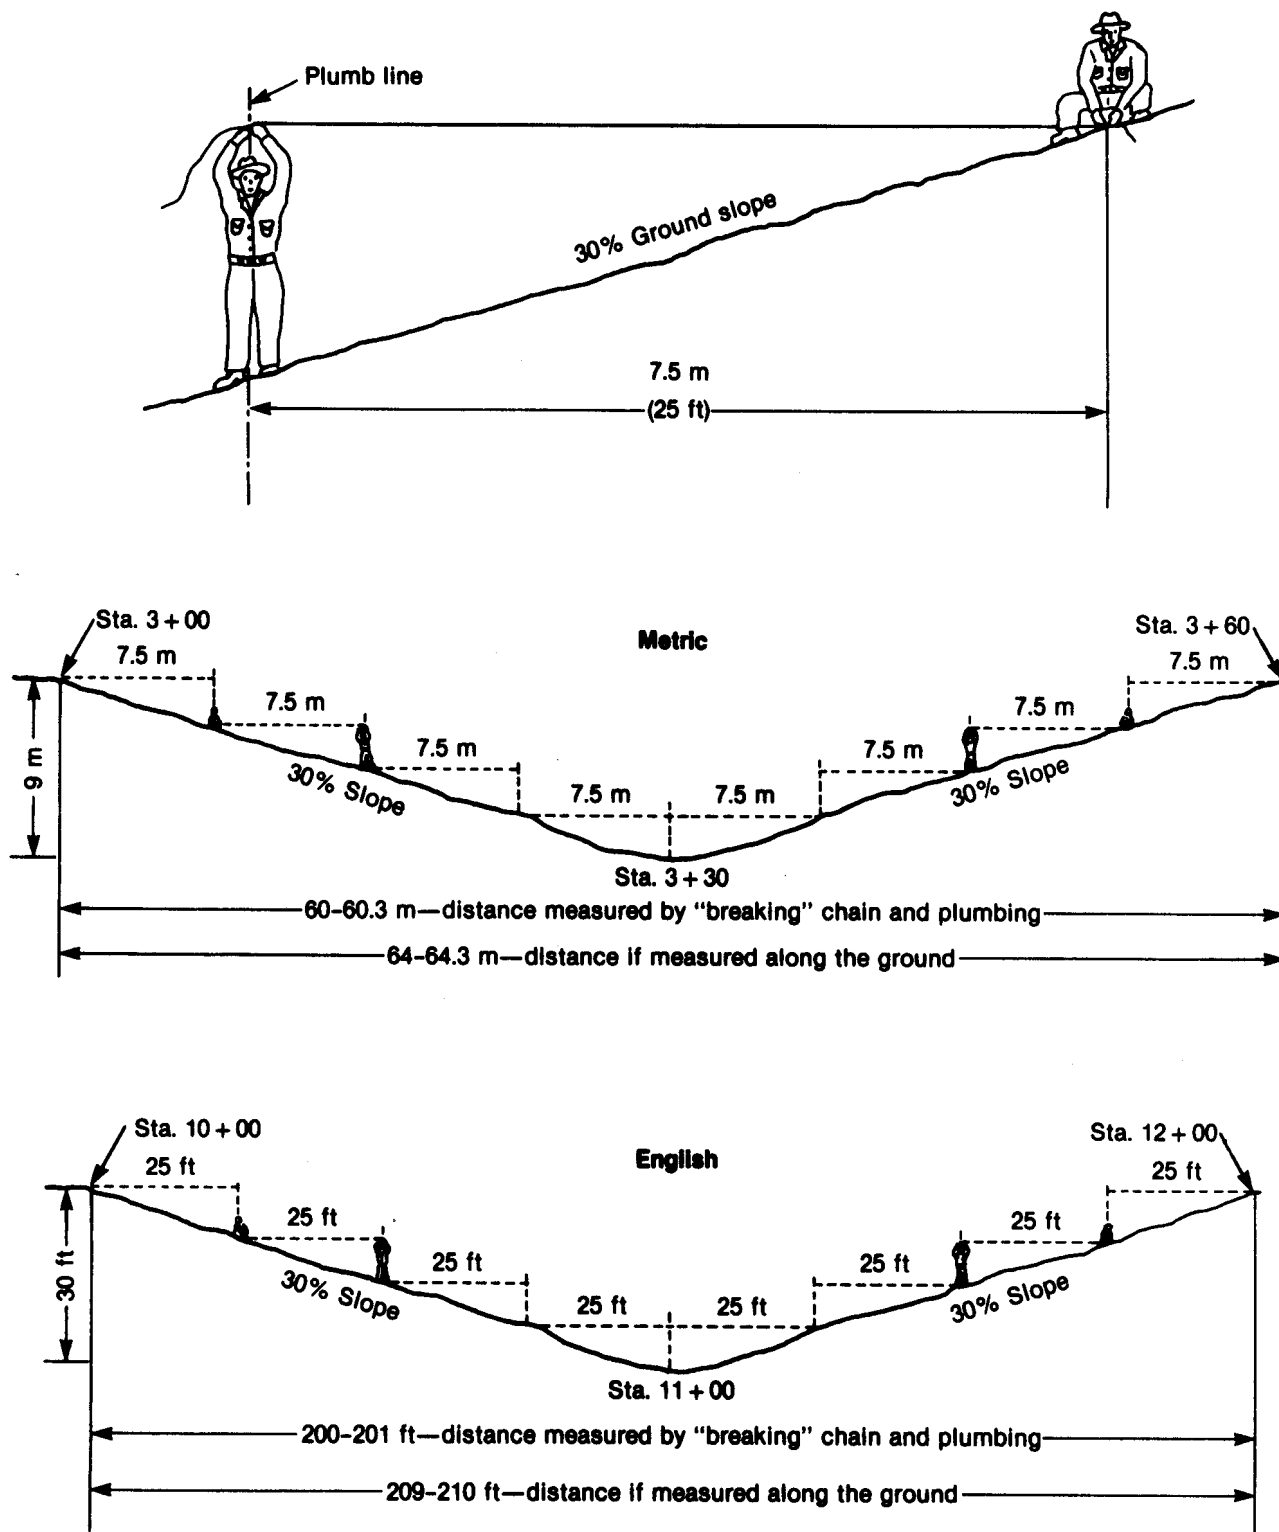 Plumb line
30% Ground slope
7.5 m
(25 ft)
Sta. 3 + 00
Metric
Sta. 3 + 60
7.5 m
7.5 m
7.5 m
7.5 m
7.5 m
7.5 m
7.5 m
7.5 m
9 m
30% Slope
30% Slope
Sta. 3 + 30
60–60.3 m—distance measured by "breaking" chain and plumbing
64–64.3 m—distance if measured along the ground
Sta. 10 + 00
English
Sta. 12 + 00
25 ft
25 ft
25 ft
25 ft
25 ft
25 ft
25 ft
25 ft
30 ft
30% Slope
30% Slope
Sta. 11 + 00
200–201 ft—distance measured by "breaking" chain and plumbing
209–210 ft—distance if measured along the ground